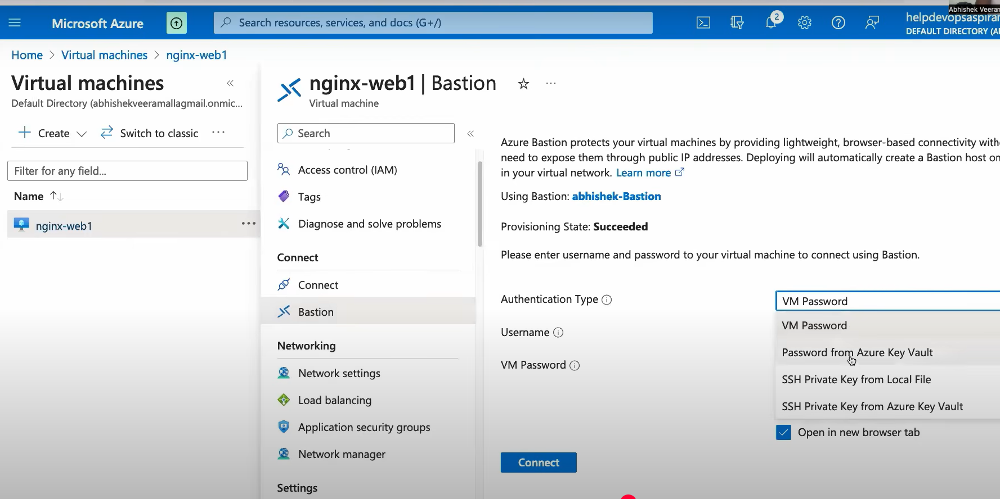 Abhishek Veeram
Microsoft Azure
Search resources, services, and docs (G+/)
2
helpdevopsaspiran
DEFAULT DIRECTORY (A
Home > Virtual machines > nginx-web1
Virtual machines
Default Directory (abhishekveeramallagmail.onmic...
Create
Switch to classic
Filter for any field...
Name
nginx-web1
nginx-web1 | Bastion
Virtual machine
Search
Access control (IAM)
Tags
Diagnose and solve problems
Connect
Connect
Bastion
Networking
Network settings
Load balancing
Application security groups
Network manager
Settings
Azure Bastion protects your virtual machines by providing lightweight, browser-based connectivity with
need to expose them through public IP addresses. Deploying will automatically create a Bastion host on
in your virtual network. Learn more
Using Bastion: abhishek-Bastion
Provisioning State: Succeeded
Please enter username and password to your virtual machine to connect using Bastion.
Authentication Type
VM Password
VM Password
Password from Azure Key Vault
SSH Private Key from Local File
SSH Private Key from Azure Key Vault
Username
VM Password
Open in new browser tab
Connect